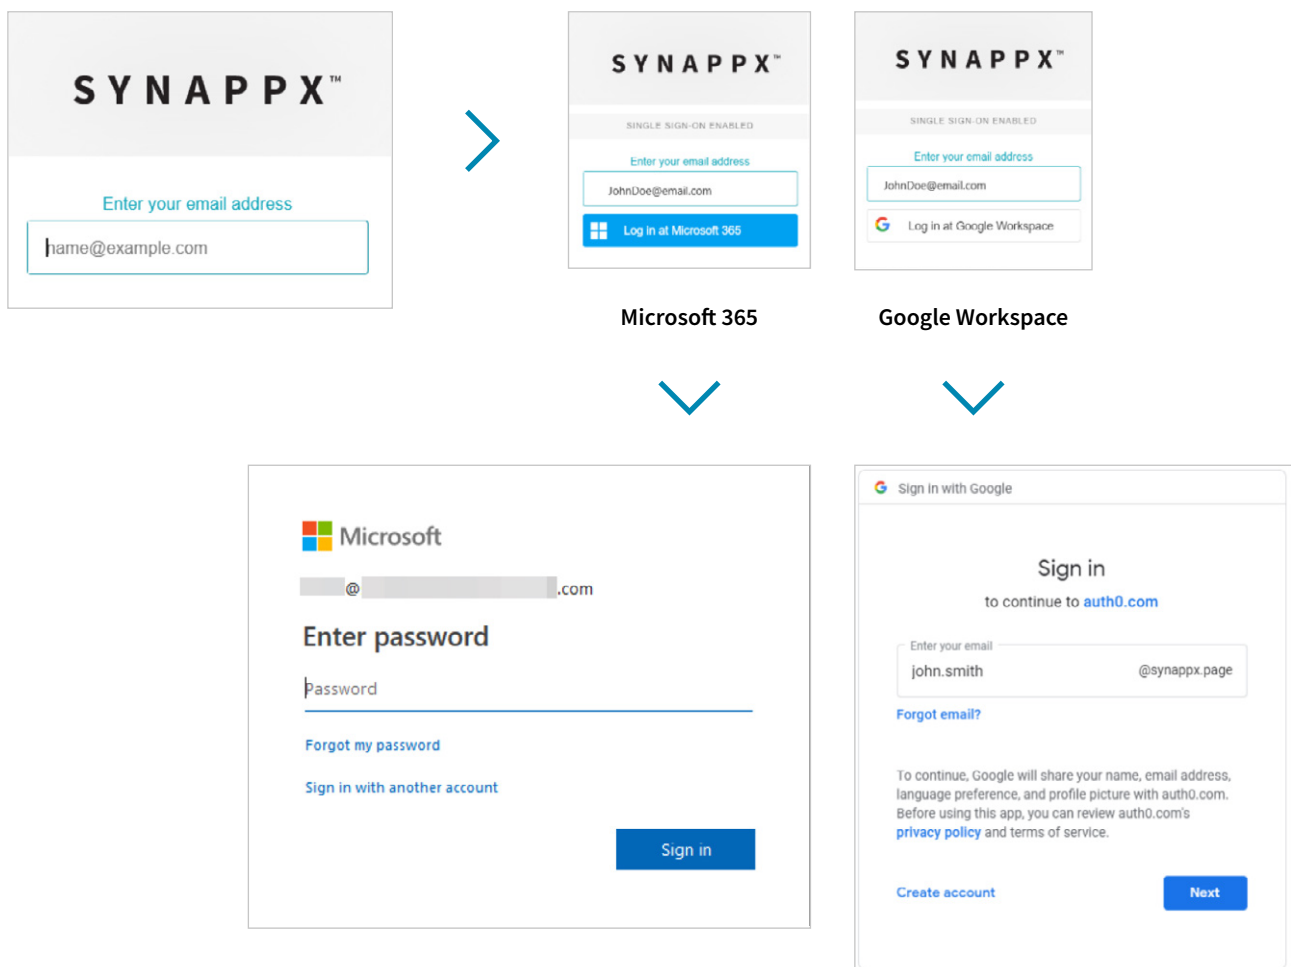 SYNAPPX™
Enter your email address
name@example.com
SYNAPPX™
SINGLE SIGN-ON ENABLED
Enter your email address
JohnDoe@email.com
Log in at Microsoft 365
Microsoft 365
SYNAPPX™
SINGLE SIGN-ON ENABLED
Enter your email address
JohnDoe@email.com
Log in at Google Workspace
Google Workspace
Microsoft
@ .com
Enter password
Password
Forgot my password
Sign in with another account
Sign in
Sign in with Google
Sign in
to continue to auth0.com
Enter your email
john.smith @synappx.page
Forgot email?
To continue, Google will share your name, email address,
language preference, and profile picture with auth0.com.
Before using this app, you can review auth0.com's
privacy policy and terms of service.
Create account
Next